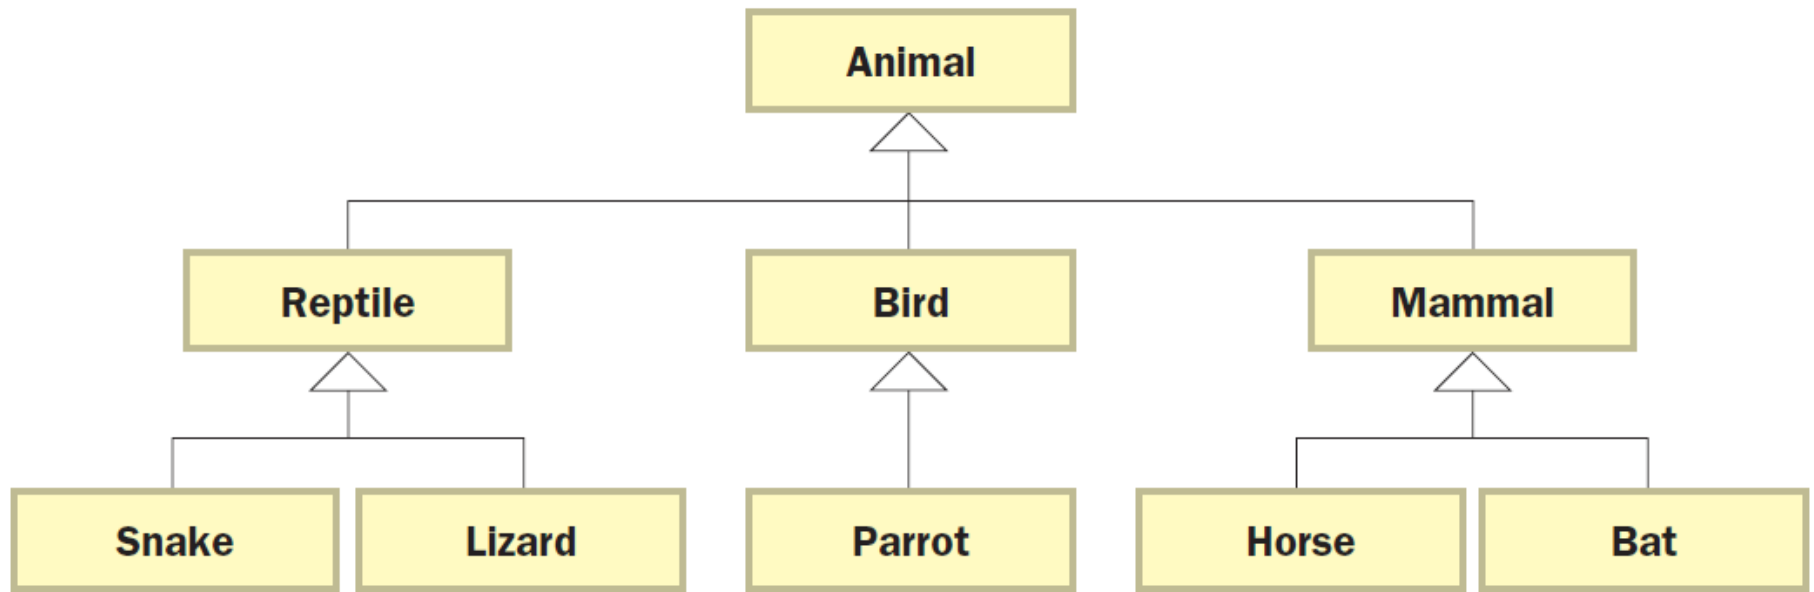 Animal
Reptile
Bird
Mammal
Snake
Lizard
Parrot
Horse
Bat